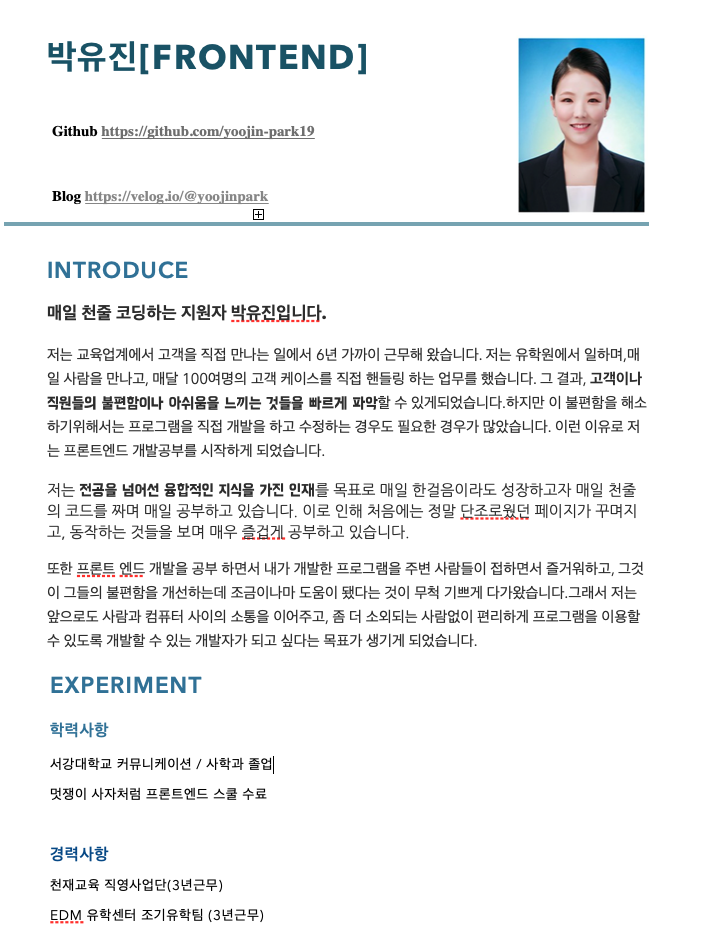 박유진[FRONTEND]
Github https://github.com/yoojin-park19
Blog https://velog.io/@yoojinpark
INTRODUCE
매일 천줄 코딩하는 지원자 박유진입니다.
저는 교육업계에서 고객을 직접 만나는 일에서 6년 가까이 근무해 왔습니다. 저는 유학원에서 일하며,매
일 사람을 만나고, 매달 100여명의 고객 케이스를 직접 핸들링 하는 업무를 했습니다. 그 결과, 고객이나
직원들의 불편함이나 아쉬움을 느끼는 것들을 빠르게 파악할 수 있게되었습니다.하지만 이 불편함을 해소
하기위해서는 프로그램을 직접 개발을 하고 수정하는 경우도 필요한 경우가 많았습니다. 이런 이유로 저
는 프론트엔드 개발공부를 시작하게 되었습니다.
저는 전공을 넘어선 융합적인 지식을 가진 인재를 목표로 매일 한걸음이라도 성장하고자 매일 천줄
의 코드를 짜며 매일 공부하고 있습니다. 이로 인해 처음에는 정말 단조로웠던 페이지가 꾸며지
고, 동작하는 것들을 보며 매우 즐겁게 공부하고 있습니다.
또한 프론트 엔드 개발을 공부 하면서 내가 개발한 프로그램을 주변 사람들이 접하면서 즐거워하고, 그것
이 그들의 불편함을 개선하는데 조금이나마 도움이 됐다는 것이 무척 기쁘게 다가왔습니다.그래서 저는
앞으로도 사람과 컴퓨터 사이의 소통을 이어주고, 좀 더 소외되는 사람없이 편리하게 프로그램을 이용할
수 있도록 개발할 수 있는 개발자가 되고 싶다는 목표가 생기게 되었습니다.
EXPERIMENT
학력사항
서강대학교 커뮤니케이션 / 사학과 졸업
멋쟁이 사자처럼 프론트엔드 스쿨 수료
경력사항
천재교육 직영사업단(3년근무)
EDM 유학센터 조기유학팀 (3년근무)